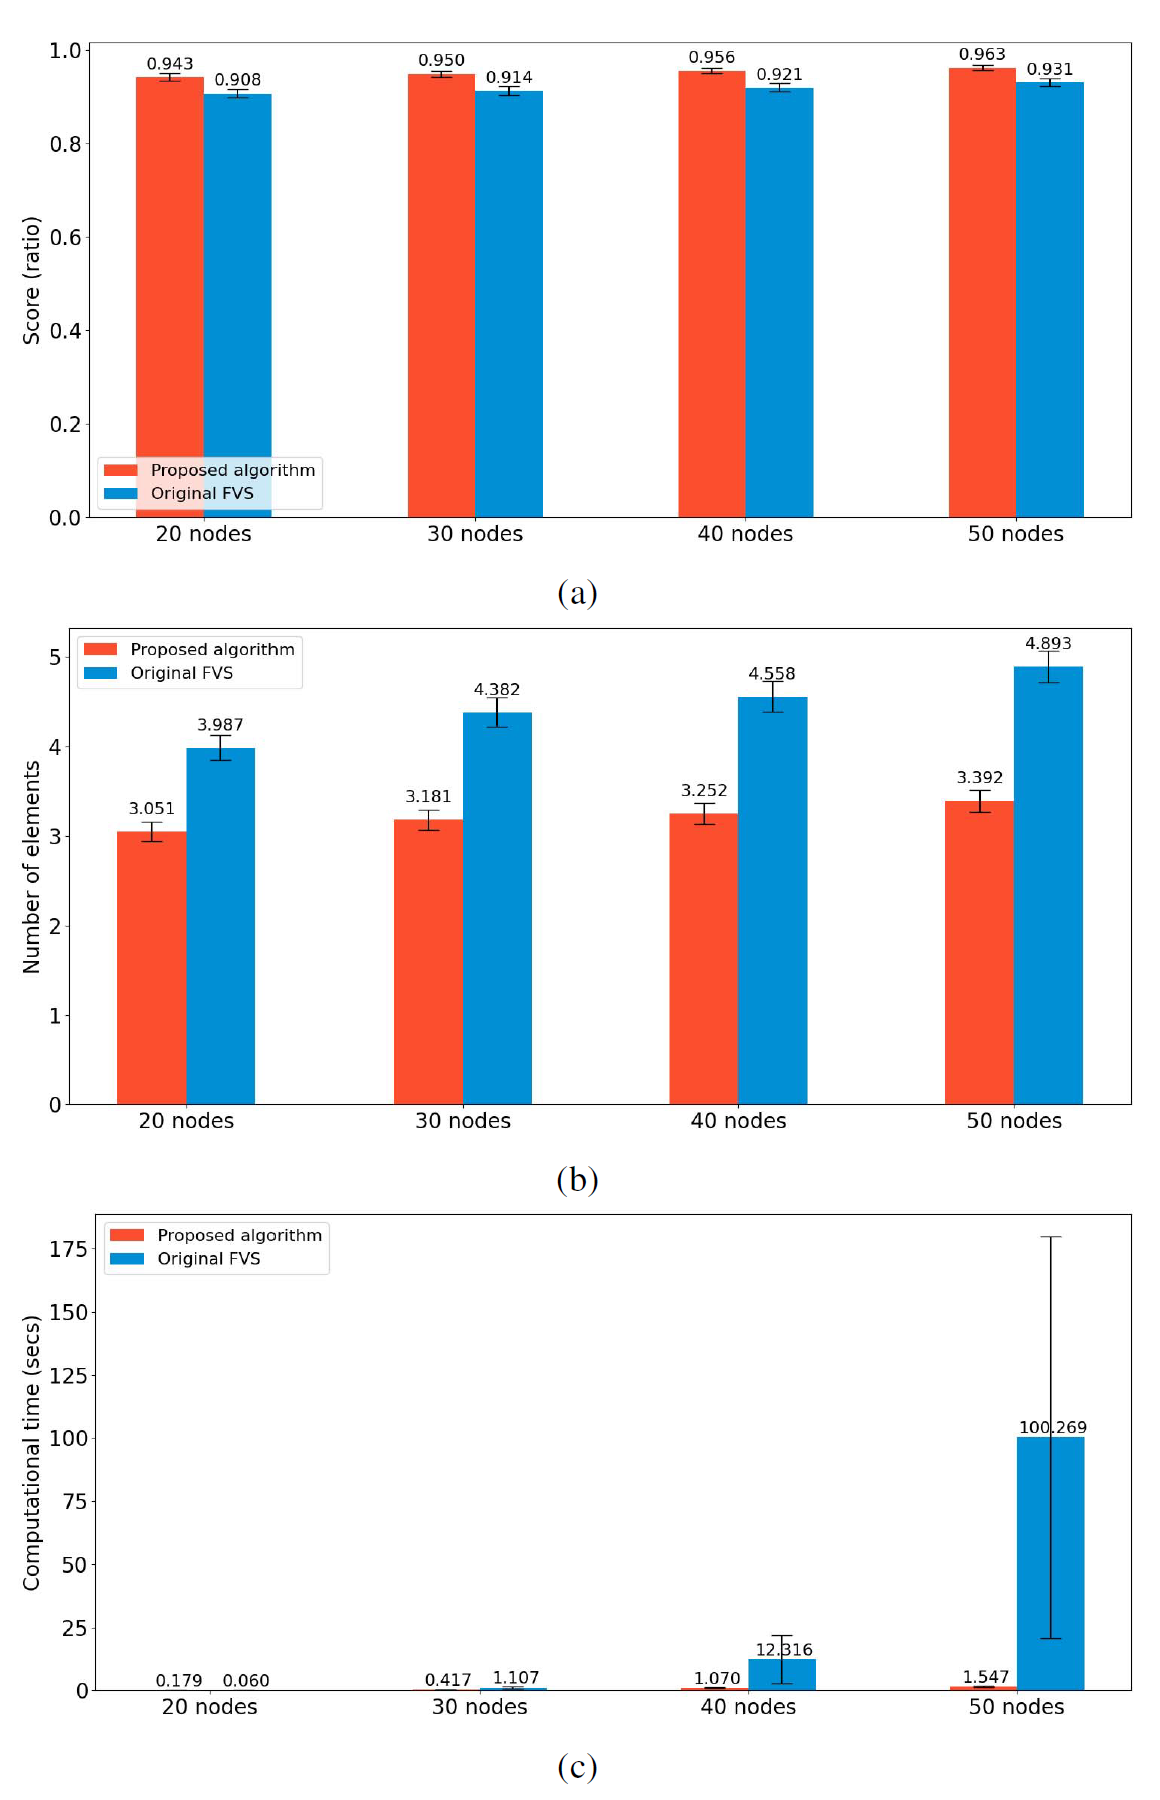 1.0
0.943
0.908
0.950
0.914
0.956
0.921
0.963
0.931
0.8
0.6
0.4
0.2
0.0
Score (ratio)
Proposed algorithm
Original FVS
20 nodes
30 nodes
40 nodes
50 nodes
(a)
Proposed algorithm
Original FVS
5
4
3
2
1
0
Number of elements
3.051
3.987
3.181
4.382
3.252
4.558
3.392
4.893
20 nodes
30 nodes
40 nodes
50 nodes
(b)
Proposed algorithm
Original FVS
175
150
125
100
75
50
25
0
Computational time (secs)
0.179
0.060
0.417
1.107
1.070
12.316
1.547
100.269
20 nodes
30 nodes
40 nodes
50 nodes
(c)